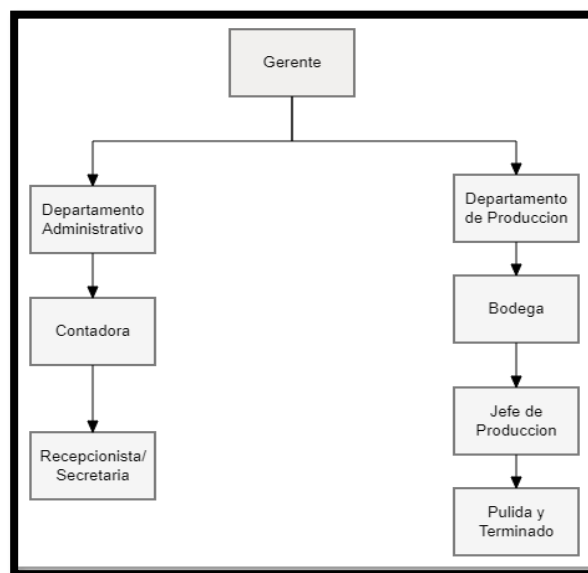 Gerente
Departamento
Administrativo
Departamento
de Produccion
Contadora
Bodega
Jefe de
Produccion
Recepcionista/
Secretaria
Pulida y
Terminado